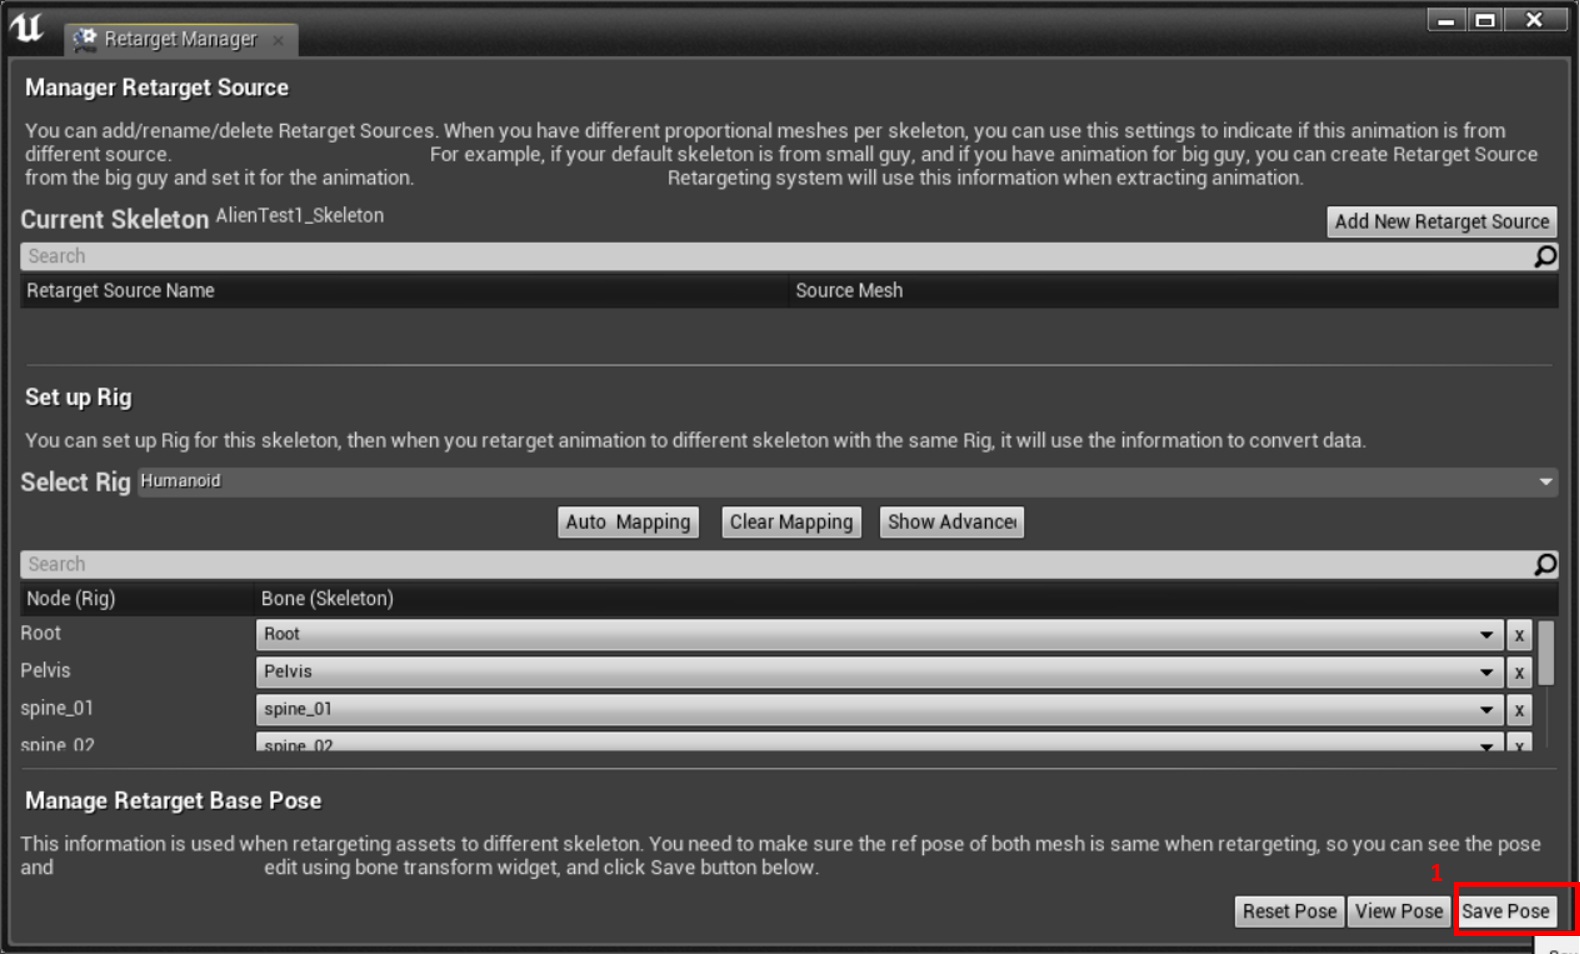 Retarget Manager
Manager Retarget Source
You can add/rename/delete Retarget Sources. When you have different proportional meshes per skeleton, you can use this settings to indicate if this animation is from
different source. For example, if your default skeleton is from small guy, and if you have animation for big guy, you can create Retarget Source
from the big guy and set it for the animation. Retargeting system will use this information when extracting animation.
Current Skeleton AlienTest1_Skeleton
Add New Retarget Source
Search
Retarget Source Name Source Mesh
Set up Rig
You can set up Rig for this skeleton, then when you retarget animation to different skeleton with the same Rig, it will use the information to convert data.
Select Rig Humanoid
Auto Mapping Clear Mapping Show Advanced
Search
Node (Rig) Bone (Skeleton)
Root Root x
Pelvis Pelvis x
spine_01 spine_01 x
spine_02 spine_02 x
Manage Retarget Base Pose
This information is used when retargeting assets to different skeleton. You need to make sure the ref pose of both mesh is same when retargeting, so you can see the pose
and edit using bone transform widget, and click Save button below.
1
Reset Pose View Pose Save Pose